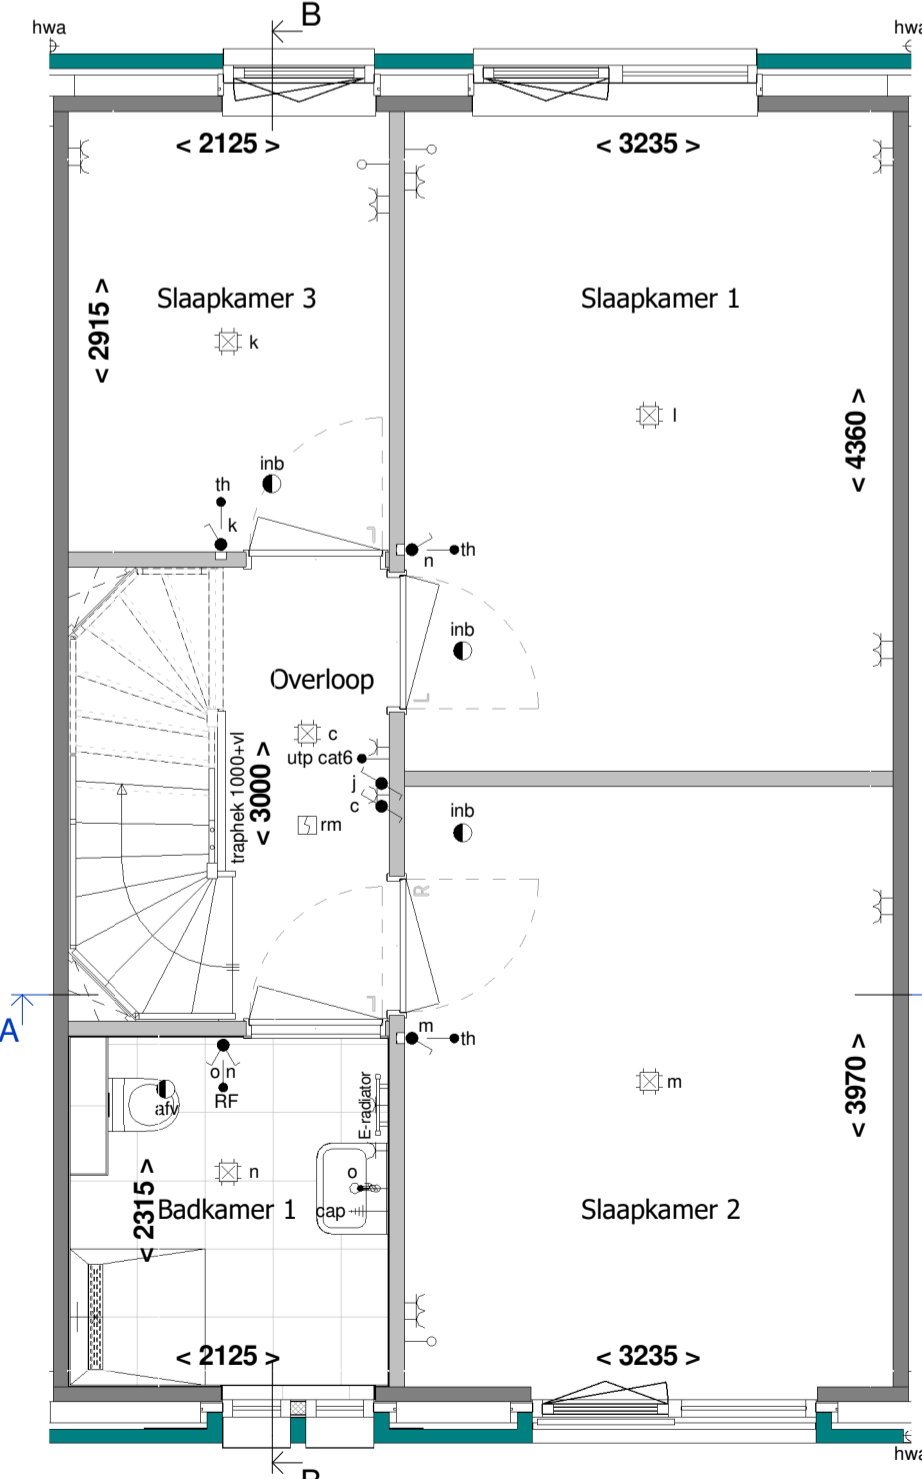 B
hwa
hwa
< 2125 >
< 3235 >
< 2915 >
Slaapkamer 3
Slaapkamer 1
k
l
< 4360 >
inb
th
k
th
n
inb
L
L
Overloop
c
utp cat6
j
c
traphek 1000+vl
< 3000 >
rm
inb
R
L
A
m
th
o n
RF
afv
E-radiator
m
< 3970 >
n
o
< 2315 >
Badkamer 1
cap
Slaapkamer 2
< 2125 >
< 3235 >
hwa
B